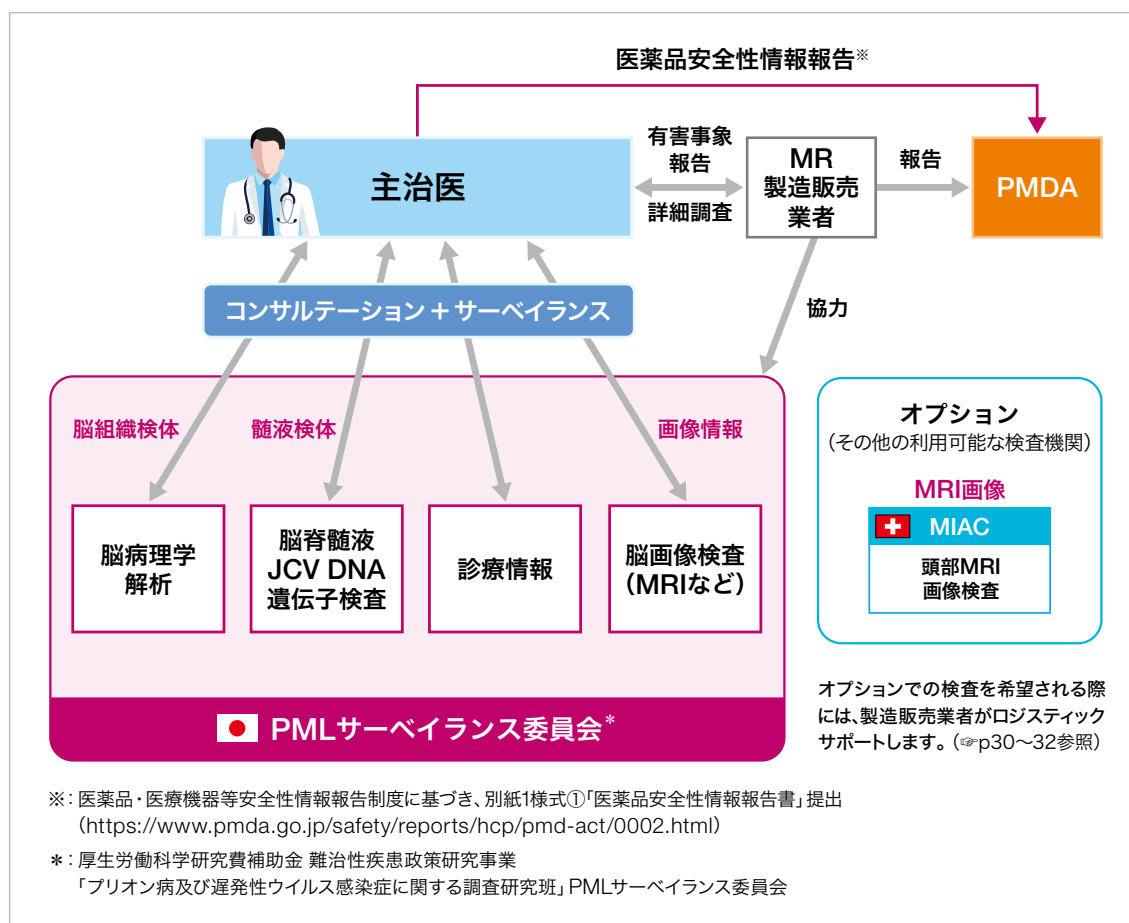 医薬品安全性情報報告※
主治医
有害事象
報告
詳細調査
MR
製造販売
業者
報告
PMDA
コンサルテーション + サーベイランス
協力
脳組織検体
髄液検体
画像情報
脳病理学
解析
脳脊髄液
JCV DNA
遺伝子検査
診療情報
脳画像検査
(MRIなど)
PMLサーベイランス委員会*
オプション
(その他の利用可能な検査機関)
MRI画像
MIAC
頭部MRI
画像検査
オプションでの検査を希望される際
には、製造販売業者がロジスティック
サポートします。(☞p30〜32参照)
※：医薬品・医療機器等安全性情報報告制度に基づき、別紙1様式①「医薬品安全性情報報告書」提出
(https://www.pmda.go.jp/safety/reports/hcp/pmd-act/0002.html)
*：厚生労働科学研究費補助金 難治性疾患政策研究事業
「プリオン病及び遅発性ウイルス感染症に関する調査研究班」PMLサーベイランス委員会